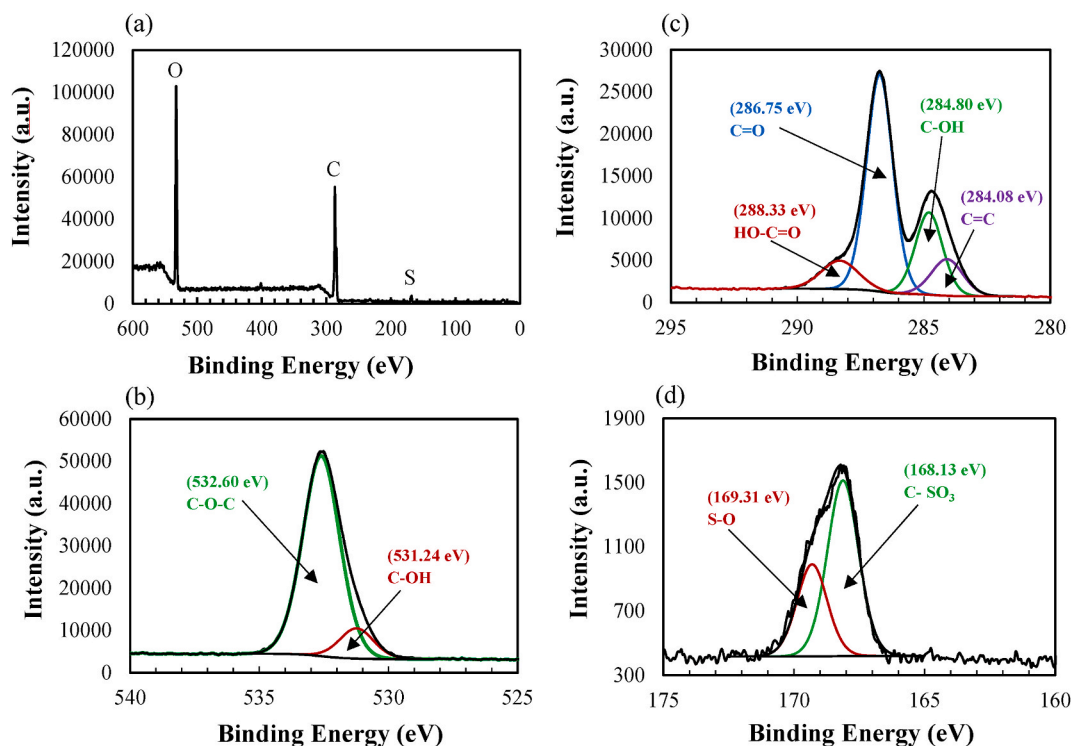 (a)
120000
100000
80000
60000
40000
20000
0
Intensity (a.u.)
O
C
S
600 500 400 300 200 100 0
Binding Energy (eV)
(c)
30000
25000
20000
15000
10000
5000
0
Intensity (a.u.)
(286.75 eV)
C=O
(284.80 eV)
C-OH
(288.33 eV)
HO-C=O
(284.08 eV)
C=C
295 290 285 280
Binding Energy (eV)
(b)
60000
50000
40000
30000
20000
10000
0
Intensity (a.u.)
(532.60 eV)
C-O-C
(531.24 eV)
C-OH
540 535 530 525
Binding Energy (eV)
(d)
1900
1500
1100
700
300
Intensity (a.u.)
(169.31 eV)
S-O
(168.13 eV)
C- SO₃
175 170 165 160
Binding Energy (eV)